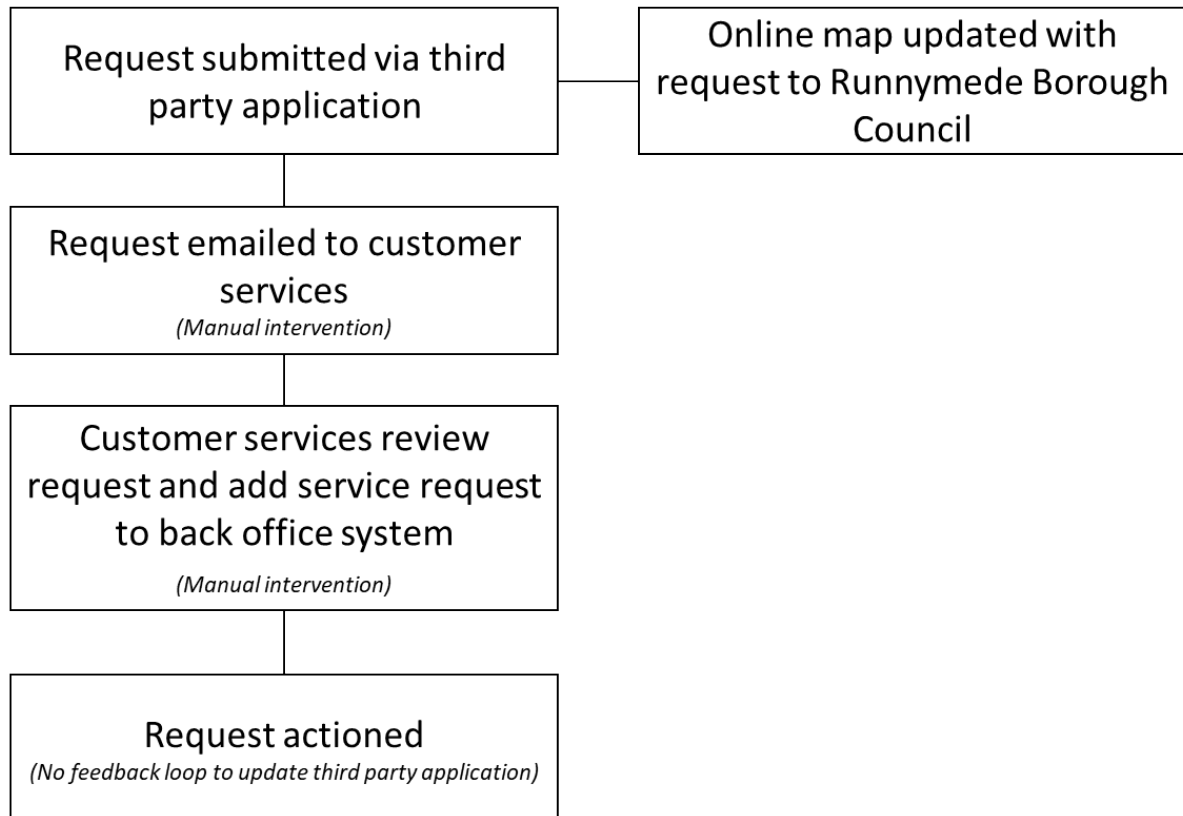 Request submitted via third
party application
Online map updated with
request to Runnymede Borough
Council
Request emailed to customer
services
(Manual intervention)
Customer services review
request and add service request
to back office system
(Manual intervention)
Request actioned
(No feedback loop to update third party application)